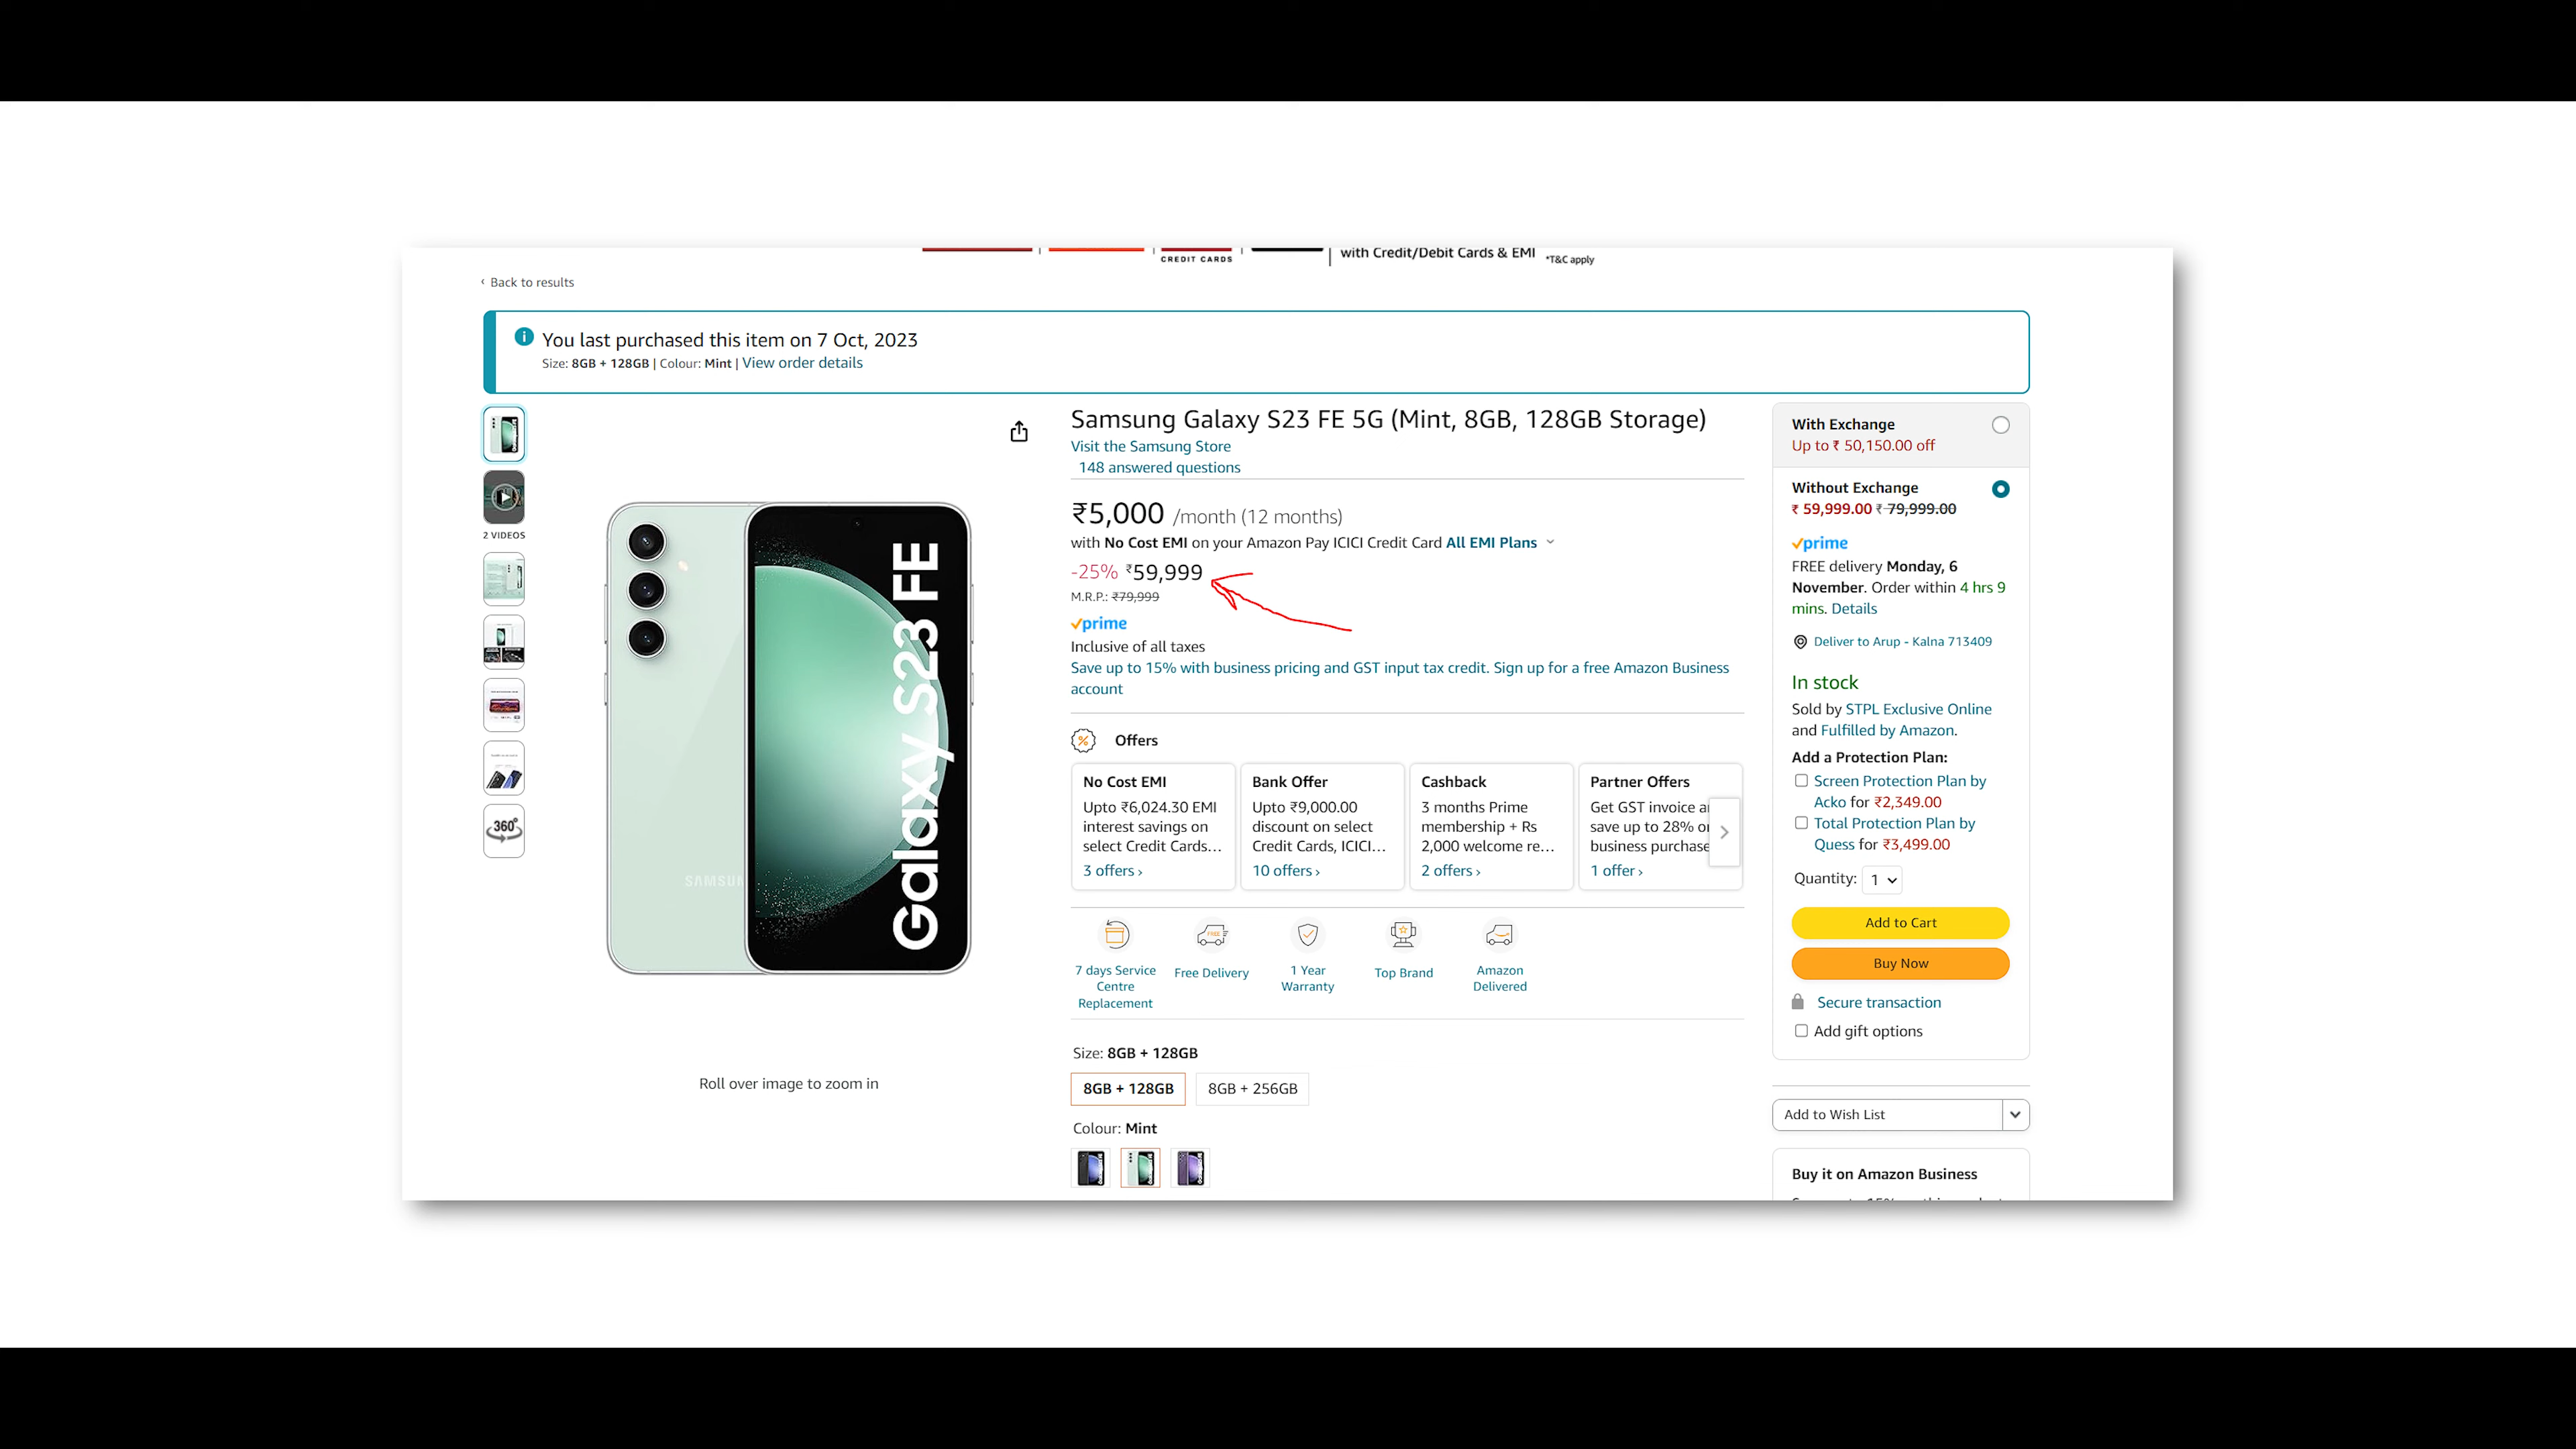 CREDIT CARDS
with Credit/Debit Cards & EMI *T&C apply
‹ Back to results
You last purchased this item on 7 Oct, 2023
Size: 8GB + 128GB | Colour: Mint | View order details
2 VIDEOS
360°
Galaxy S23 FE
SAMSUN
Roll over image to zoom in
Samsung Galaxy S23 FE 5G (Mint, 8GB, 128GB Storage)
Visit the Samsung Store
148 answered questions
₹5,000 /month (12 months)
with No Cost EMI on your Amazon Pay ICICI Credit Card All EMI Plans
-25% ₹59,999
M.R.P.: ₹79,999
prime
Inclusive of all taxes
Save up to 15% with business pricing and GST input tax credit. Sign up for a free Amazon Business
account
Offers
No Cost EMI
Upto ₹6,024.30 EMI
interest savings on
select Credit Cards...
3 offers ›
Bank Offer
Upto ₹9,000.00
discount on select
Credit Cards, ICICI...
10 offers ›
Cashback
3 months Prime
membership + Rs
2,000 welcome re...
2 offers ›
Partner Offers
Get GST invoice a
save up to 28% o
business purchase
1 offer ›
7 days Service
Centre
Replacement
FREE
Free Delivery
1 Year
Warranty
Top Brand
Amazon
Delivered
Size: 8GB + 128GB
8GB + 128GB
8GB + 256GB
Colour: Mint
With Exchange
Up to ₹ 50,150.00 off
Without Exchange
₹ 59,999.00 ₹ 79,999.00
prime
FREE delivery Monday, 6
November. Order within 4 hrs 9
mins. Details
Deliver to Arup - Kalna 713409
In stock
Sold by STPL Exclusive Online
and Fulfilled by Amazon.
Add a Protection Plan:
Screen Protection Plan by
Acko for ₹2,349.00
Total Protection Plan by
Quess for ₹3,499.00
Quantity: 1
Add to Cart
Buy Now
Secure transaction
Add gift options
Add to Wish List
Buy it on Amazon Business